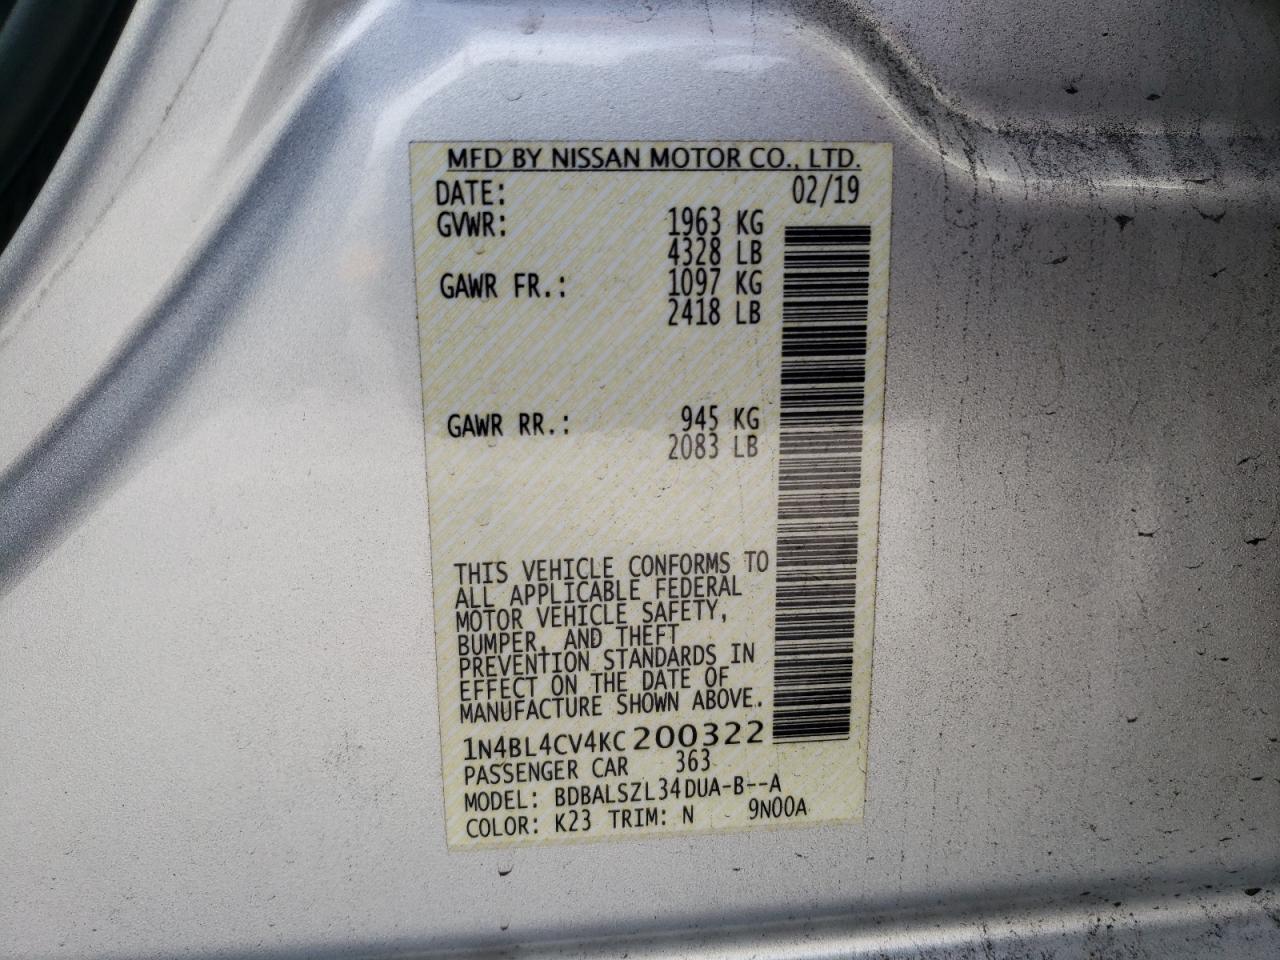 MFD BY NISSAN MOTOR CO., LTD.
DATE: 02/19
GVWR: 1963 KG
4328 LB
GAWR FR.: 1097 KG
2418 LB
GAWR RR.: 945 KG
2083 LB
THIS VEHICLE CONFORMS TO
ALL APPLICABLE FEDERAL
MOTOR VEHICLE SAFETY,
BUMPER, AND THEFT
PREVENTION STANDARDS IN
EFFECT ON THE DATE OF
MANUFACTURE SHOWN ABOVE.
1N4BL4CV4KC200322
PASSENGER CAR 363
MODEL: BDBALSZL34DUA-B--A
COLOR: K23 TRIM: N 9N00A